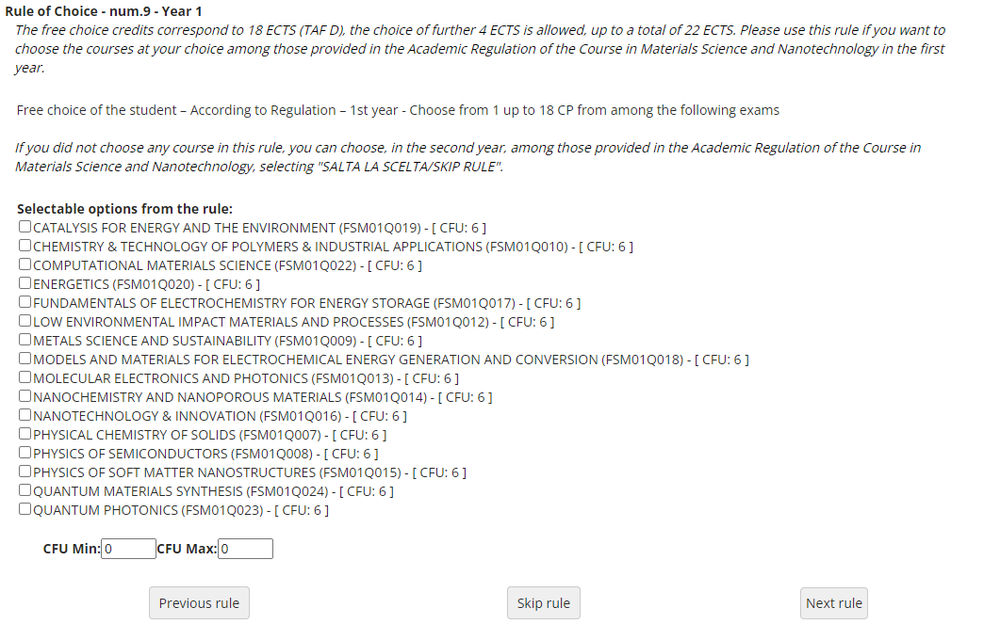 Rule of Choice - num.9 - Year 1
The free choice credits correspond to 18 ECTS (TAF D), the choice of further 4 ECTS is allowed, up to a total of 22 ECTS. Please use this rule if you want to
choose the courses at your choice among those provided in the Academic Regulation of the Course in Materials Science and Nanotechnology in the first
year.
Free choice of the student – According to Regulation – 1st year - Choose from 1 up to 18 CP from among the following exams
If you did not choose any course in this rule, you can choose, in the second year, among those provided in the Academic Regulation of the Course in
Materials Science and Nanotechnology, selecting "SALTA LA SCELTA/SKIP RULE".
Selectable options from the rule:
CATALYSIS FOR ENERGY AND THE ENVIRONMENT (FSM01Q019) - [ CFU: 6 ]
CHEMISTRY & TECHNOLOGY OF POLYMERS & INDUSTRIAL APPLICATIONS (FSM01Q010) - [ CFU: 6 ]
COMPUTATIONAL MATERIALS SCIENCE (FSM01Q022) - [ CFU: 6 ]
ENERGETICS (FSM01Q020) - [ CFU: 6 ]
FUNDAMENTALS OF ELECTROCHEMISTRY FOR ENERGY STORAGE (FSM01Q017) - [ CFU: 6 ]
LOW ENVIRONMENTAL IMPACT MATERIALS AND PROCESSES (FSM01Q012) - [ CFU: 6 ]
METALS SCIENCE AND SUSTAINABILITY (FSM01Q009) - [ CFU: 6 ]
MODELS AND MATERIALS FOR ELECTROCHEMICAL ENERGY GENERATION AND CONVERSION (FSM01Q018) - [ CFU: 6 ]
MOLECULAR ELECTRONICS AND PHOTONICS (FSM01Q013) - [ CFU: 6 ]
NANOCHEMISTRY AND NANOPOROUS MATERIALS (FSM01Q014) - [ CFU: 6 ]
NANOTECHNOLOGY & INNOVATION (FSM01Q016) - [ CFU: 6 ]
PHYSICAL CHEMISTRY OF SOLIDS (FSM01Q007) - [ CFU: 6 ]
PHYSICS OF SEMICONDUCTORS (FSM01Q008) - [ CFU: 6 ]
PHYSICS OF SOFT MATTER NANOSTRUCTURES (FSM01Q015) - [ CFU: 6 ]
QUANTUM MATERIALS SYNTHESIS (FSM01Q024) - [ CFU: 6 ]
QUANTUM PHOTONICS (FSM01Q023) - [ CFU: 6 ]
CFU Min: 0 CFU Max: 0
Previous rule Skip rule Next rule